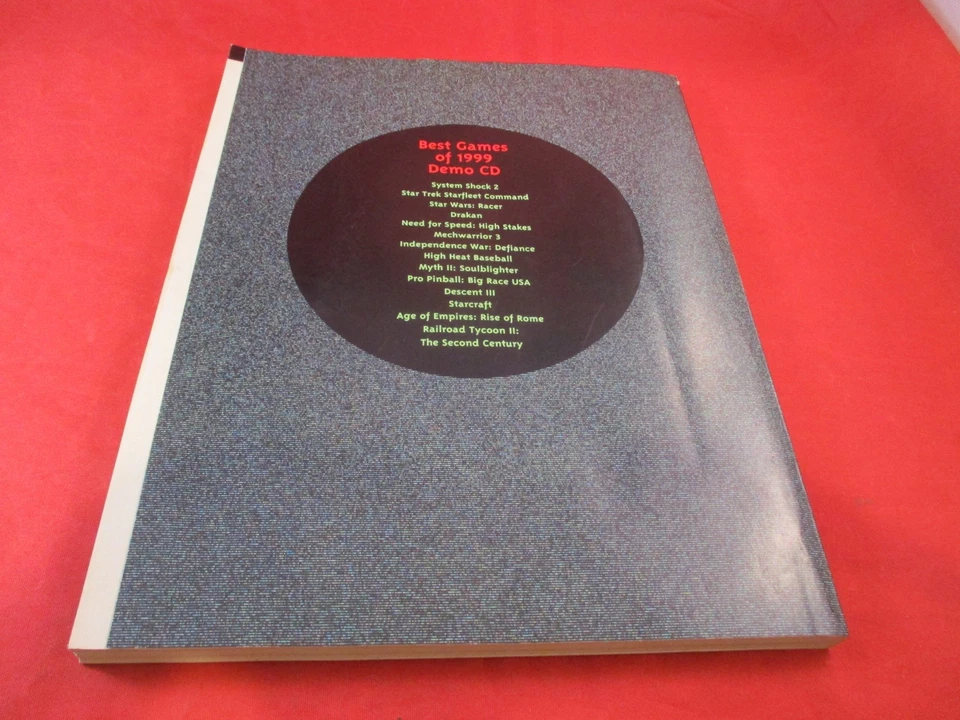 Best Games
of 1999
Demo CD
System Shock 2
Star Trek Starfleet Command
Star Wars: Racer
Drakan
Need for Speed: High Stakes
Mechwarrior 3
Independence War: Defiance
High Heat Baseball
Myth II: Soulblighter
Pro Pinball: Big Race USA
Descent III
Starcraft
Age of Empires: Rise of Rome
Railroad Tycoon II:
The Second Century